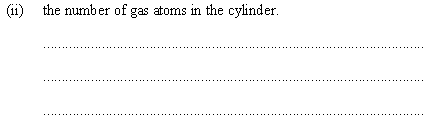 (ii) the number of gas atoms in the cylinder.